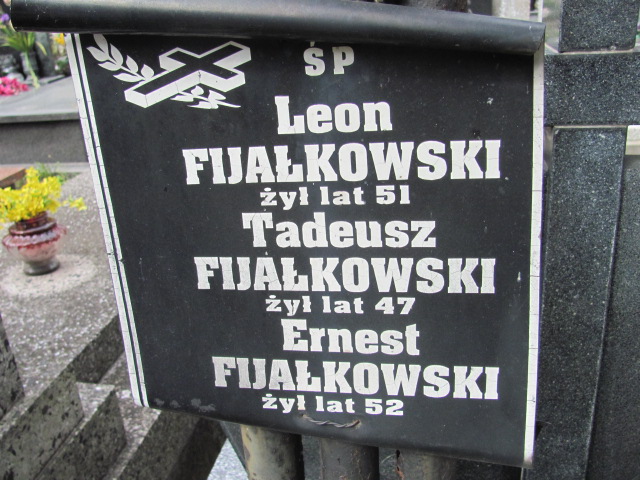 ŚP
Leon
FIJAŁKOWSKI
żył lat 51
Tadeusz
FIJAŁKOWSKI
żył lat 47
Ernest
FIJAŁKOWSKI
żył lat 52